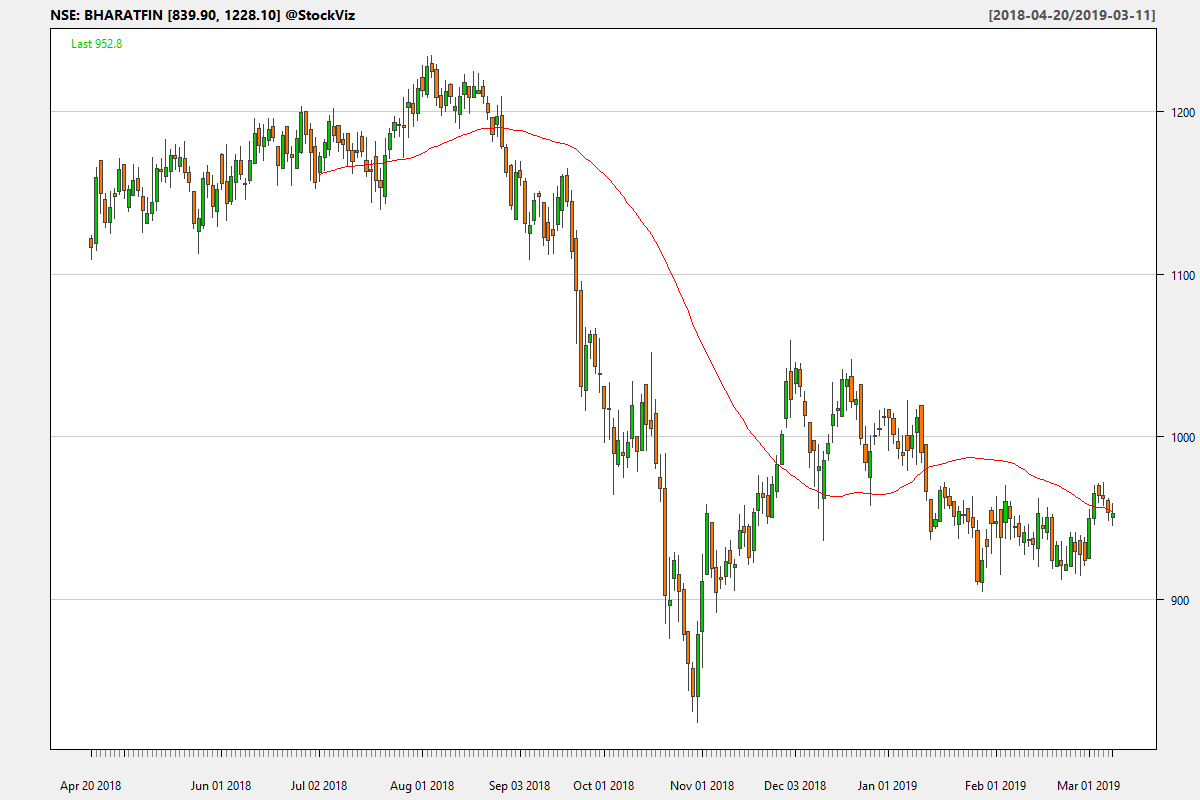 NSE: BHARATFIN [839.90, 1228.10] @StockViz
[2018-04-20/2019-03-11]
Last 952.8
1200
1100
1000
900
Apr 20 2018 Jun 01 2018 Jul 02 2018 Aug 01 2018 Sep 03 2018 Oct 01 2018 Nov 01 2018 Dec 03 2018 Jan 01 2019 Feb 01 2019 Mar 01 2019